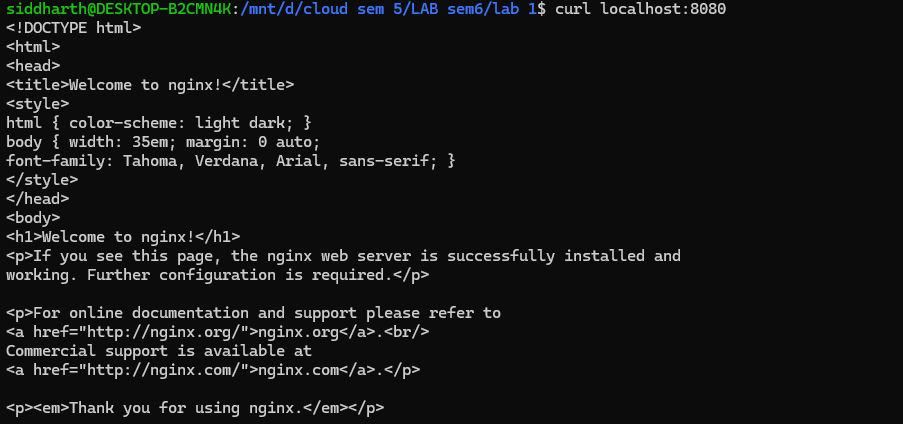 siddharth@DESKTOP-B2CMN4K:/mnt/d/cloud sem 5/LAB sem6/lab 1$ curl localhost:8080
<!DOCTYPE html>
<html>
<head>
<title>Welcome to nginx!</title>
<style>
html { color-scheme: light dark; }
body { width: 35em; margin: 0 auto;
font-family: Tahoma, Verdana, Arial, sans-serif; }
</style>
</head>
<body>
<h1>Welcome to nginx!</h1>
<p>If you see this page, the nginx web server is successfully installed and
working. Further configuration is required.</p>

<p>For online documentation and support please refer to
<a href="http://nginx.org/">nginx.org</a>.<br/>
Commercial support is available at
<a href="http://nginx.com/">nginx.com</a>.</p>

<p><em>Thank you for using nginx.</em></p>